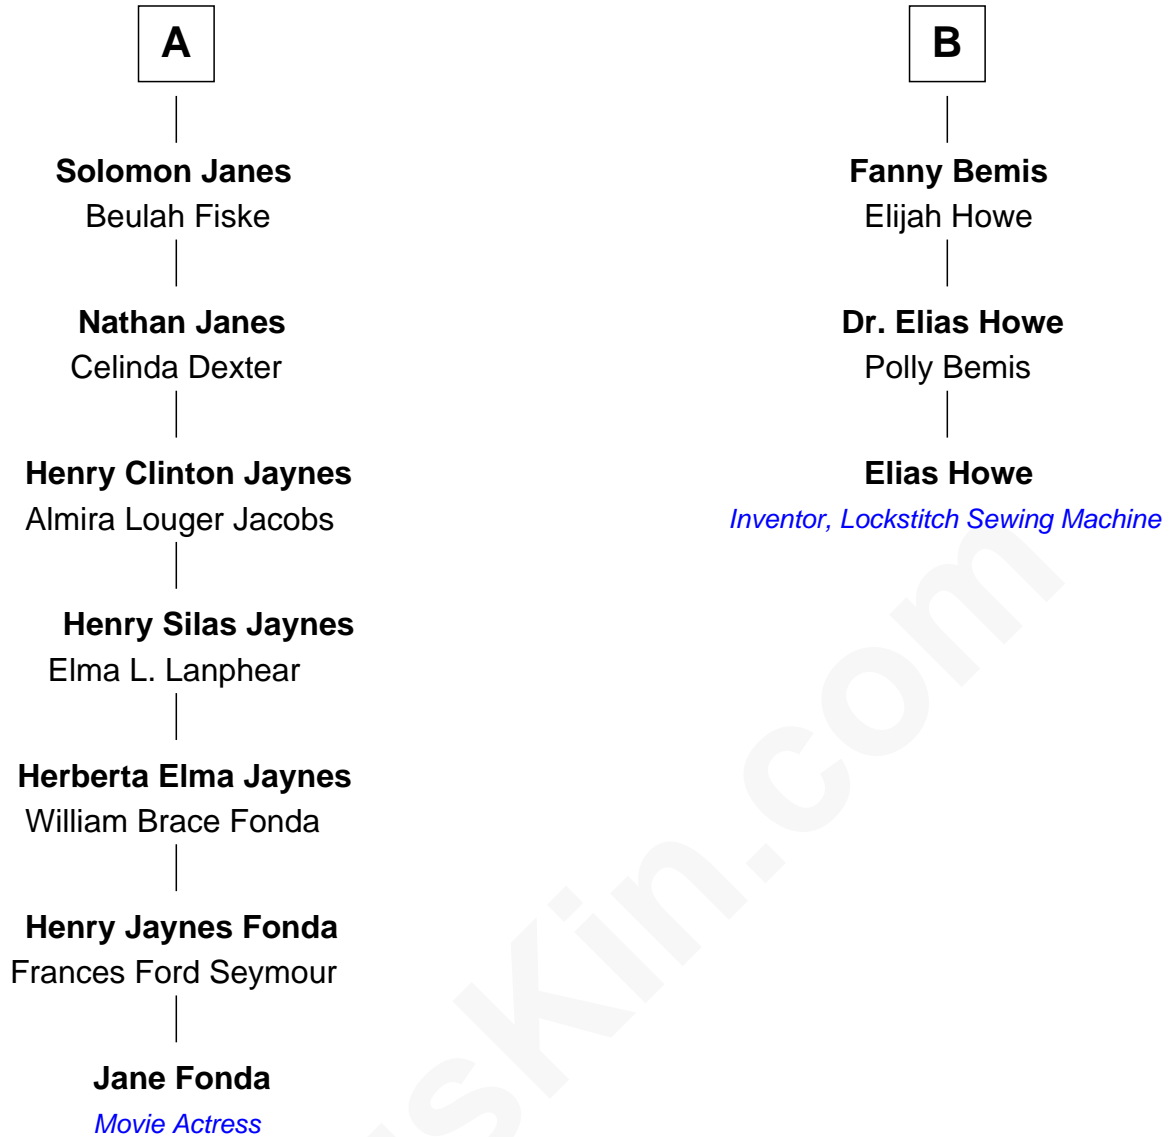 A
Solomon Janes
Beulah Fiske
Nathan Janes
Celinda Dexter
Henry Clinton Jaynes
Almira Louger Jacobs
Henry Silas Jaynes
Elma L. Lanphear
Herberta Elma Jaynes
William Brace Fonda
Henry Jaynes Fonda
Frances Ford Seymour
Jane Fonda
Movie Actress
B
Fanny Bemis
Elijah Howe
Dr. Elias Howe
Polly Bemis
Elias Howe
Inventor, Lockstitch Sewing Machine